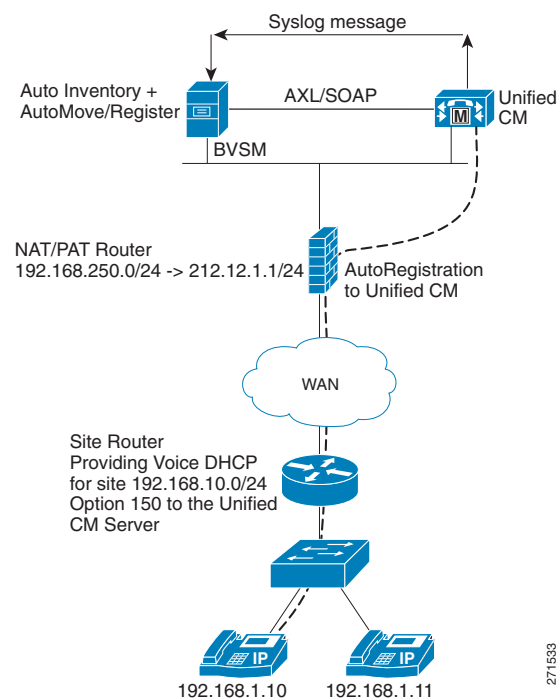 Syslog message
Auto Inventory +
AutoMove/Register
AXL/SOAP
M
Unified
CM
BVSM
NAT/PAT Router
192.168.250.0/24 -> 212.12.1.1/24
AutoRegistration
to Unified CM
WAN
Site Router
Providing Voice DHCP
for site 192.168.10.0/24
Option 150 to the Unified
CM Server
IP
IP
192.168.1.10
192.168.1.11
271533